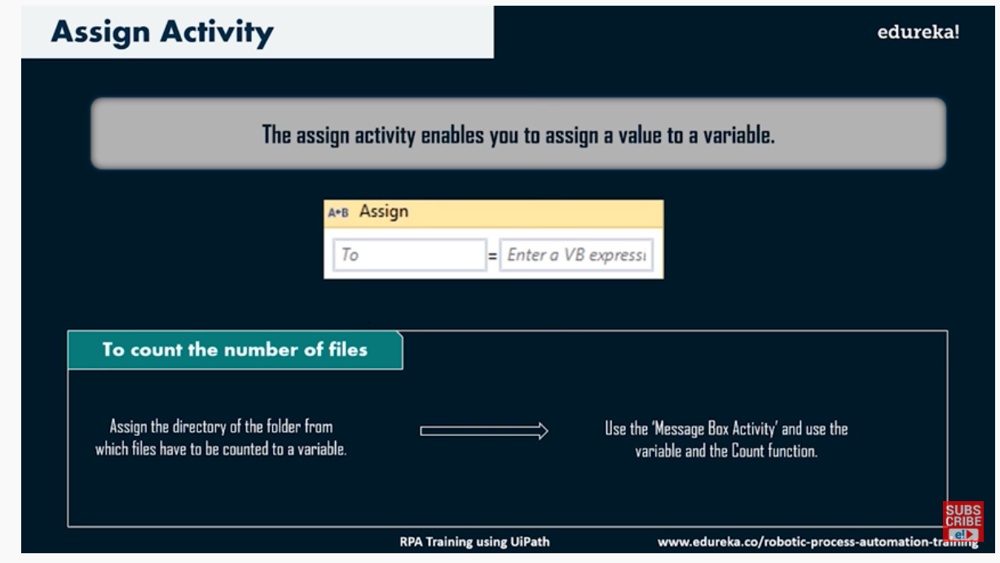 Assign Activity
edureka!
The assign activity enables you to assign a value to a variable.
A+B Assign
To = Enter a VB expressi
To count the number of files
Assign the directory of the folder from
which files have to be counted to a variable.
Use the ‘Message Box Activity’ and use the
variable and the Count function.
SUBS
CRIBE
e!
RPA Training using UiPath
www.edureka.co/robotic-process-automation-training